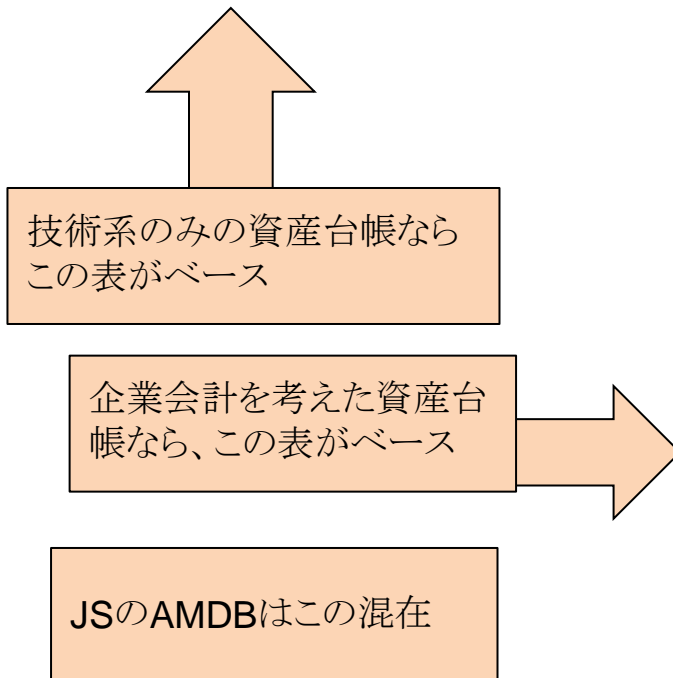 技術系のみの資産台帳なら
この表がベース
企業会計を考えた資産台
帳なら、この表がベース
JSのAMDBはこの混在